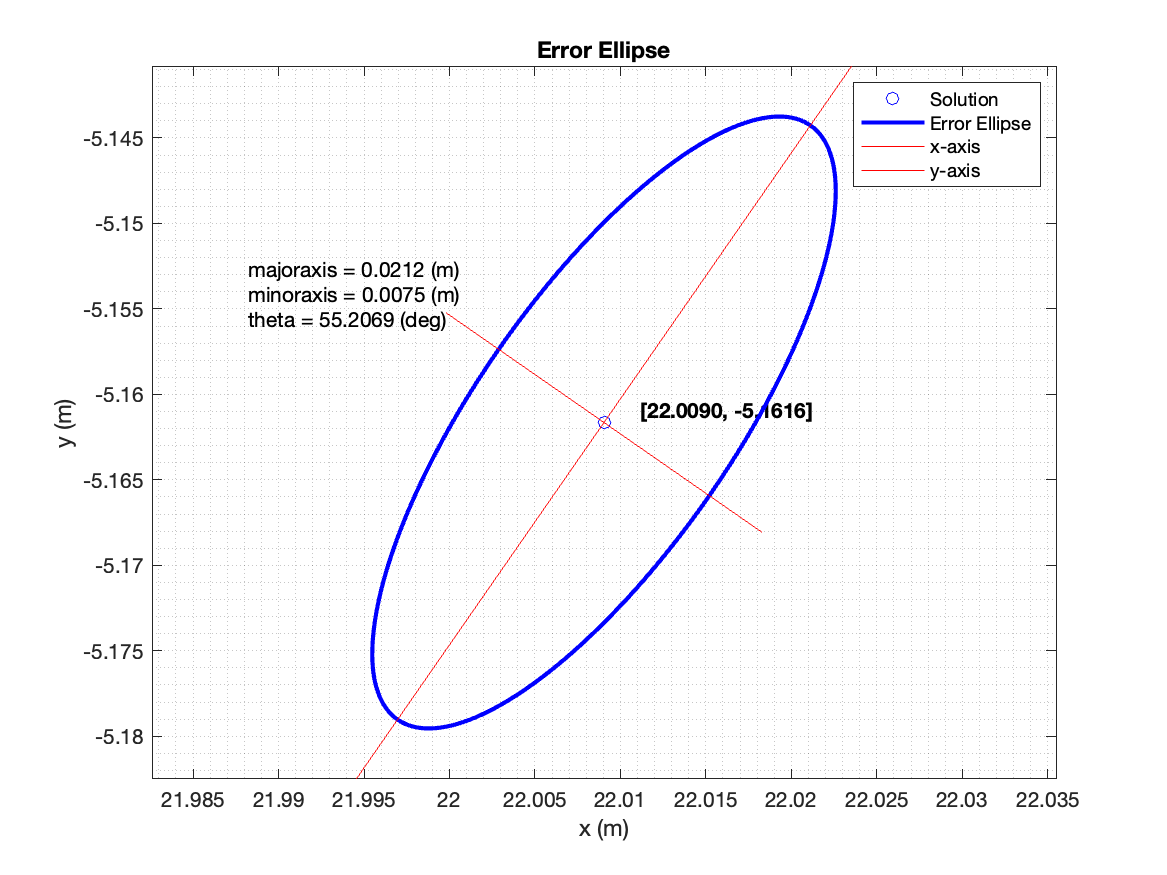 Error Ellipse
Solution
Error Ellipse
x-axis
y-axis
majoraxis = 0.0212 (m)
minoraxis = 0.0075 (m)
theta = 55.2069 (deg)
[22.0090, -5.1616]
y (m)
-5.145
-5.15
-5.155
-5.16
-5.165
-5.17
-5.175
-5.18
21.985 21.99 21.995 22 22.005 22.01 22.015 22.02 22.025 22.03 22.035
x (m)